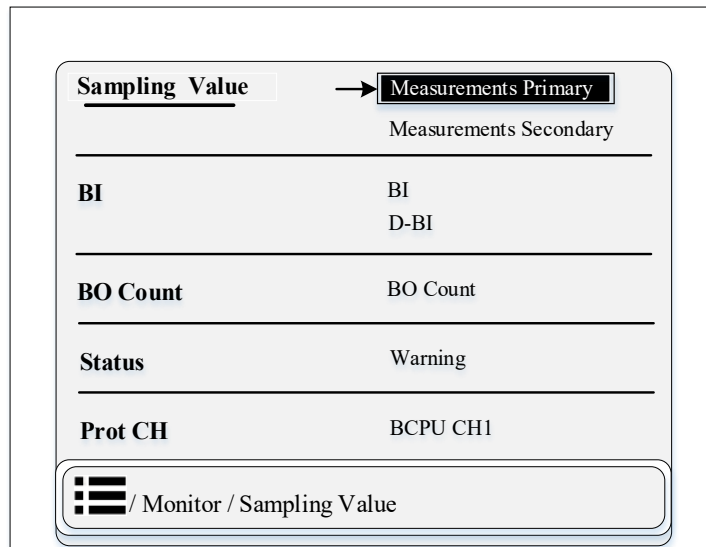 Sampling Value Measurements Primary
Measurements Secondary
BI BI
D-BI
BO Count BO Count
Status Warning
Prot CH BCPU CH1
/ Monitor / Sampling Value